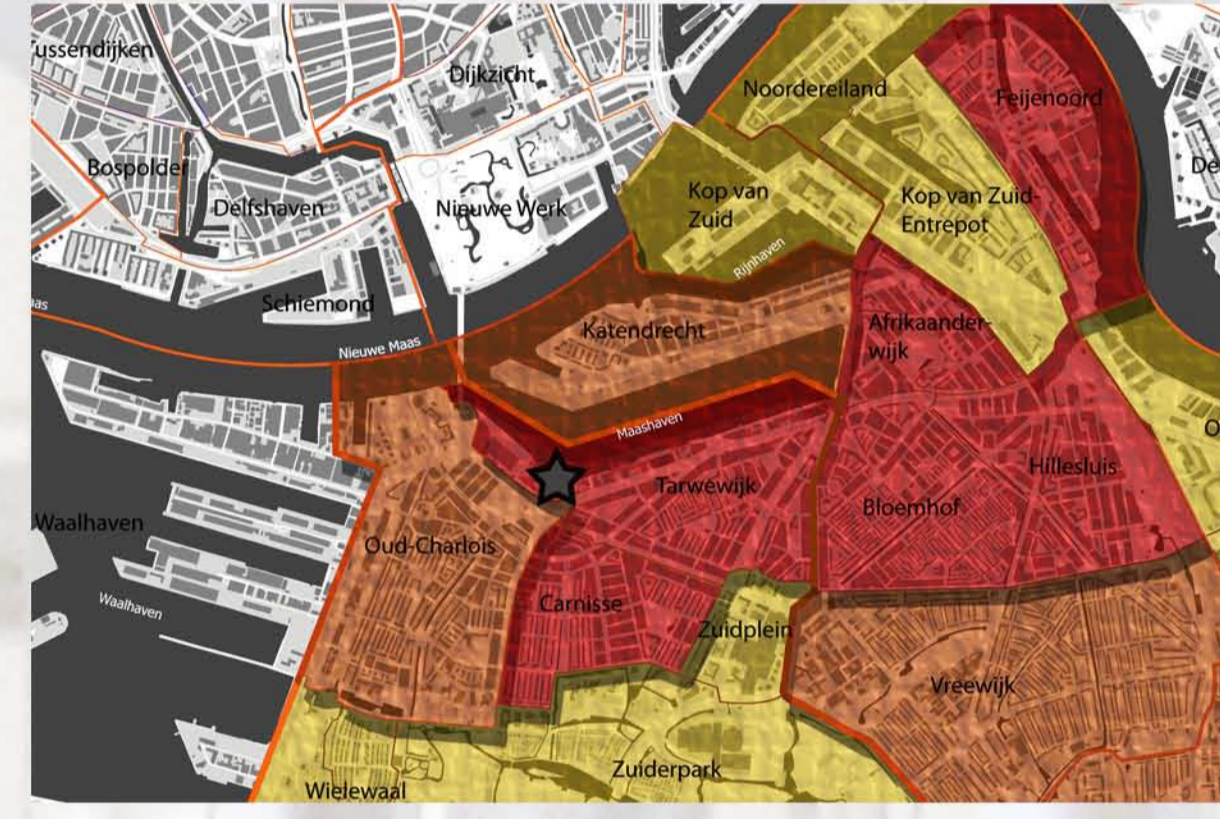 ussendijken
Dijkzicht
Noordereiland
Feijenoord
Bospolder
De
Delfshaven
Nieuwe Werk
Kop van
Zuid
Kop van Zuid-
Entrepot
Rijnhaven
Schiemond
aas
Nieuwe Maas
Katendrecht
Afrikaander-
wijk
Maashaven
O
Hillesluis
Tarwewijk
Bloemhof
Waalhaven
Oud-Charlois
Waalhaven
Carnisse
Zuidplein
Vreewijk
Zuiderpark
Wielewaal